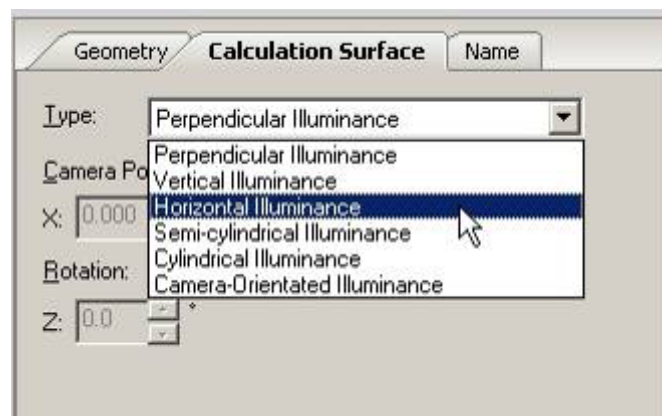 Geometry Calculation Surface Name
Type: Perpendicular Illuminance
Perpendicular Illuminance
Camera Po
Vertical Illuminance
X: 0.000 Horizontal Illuminance
Semi-cylindrical Illuminance
Rotation: Cylindrical Illuminance
Camera-Orientated Illuminance
Z: 0.0 °